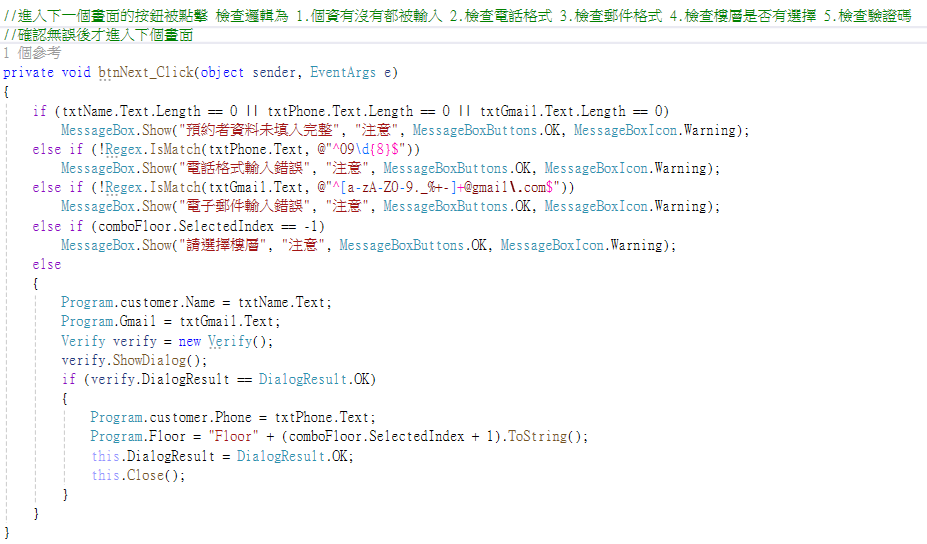 //進入下一個畫面的按鈕被點擊 檢查邏輯為 1.個資有沒有都被輸入 2.檢查電話格式 3.檢查郵件格式 4.檢查樓層是否有選擇 5.檢查驗證碼
//確認無誤後才進入下個畫面
1 個參考
private void btnNext_Click(object sender, EventArgs e)
{
if (txtName.Text.Length == 0 || txtPhone.Text.Length == 0 || txtGmail.Text.Length == 0)
MessageBox.Show("預約者資料未填入完整", "注意", MessageBoxButtons.OK, MessageBoxIcon.Warning);
else if (!Regex.IsMatch(txtPhone.Text, @"^09\d{8}$"))
MessageBox.Show("電話格式輸入錯誤", "注意", MessageBoxButtons.OK, MessageBoxIcon.Warning);
else if (!Regex.IsMatch(txtGmail.Text, @"^[a-zA-Z0-9._%+-]+@gmail\.com$"))
MessageBox.Show("電子郵件輸入錯誤", "注意", MessageBoxButtons.OK, MessageBoxIcon.Warning);
else if (comboFloor.SelectedIndex == -1)
MessageBox.Show("請選擇樓層", "注意", MessageBoxButtons.OK, MessageBoxIcon.Warning);
else
{
Program.customer.Name = txtName.Text;
Program.Gmail = txtGmail.Text;
Verify verify = new Verify();
verify.ShowDialog();
if (verify.DialogResult == DialogResult.OK)
{
Program.customer.Phone = txtPhone.Text;
Program.Floor = "Floor" + (comboFloor.SelectedIndex + 1).ToString();
this.DialogResult = DialogResult.OK;
this.Close();
}
}
}